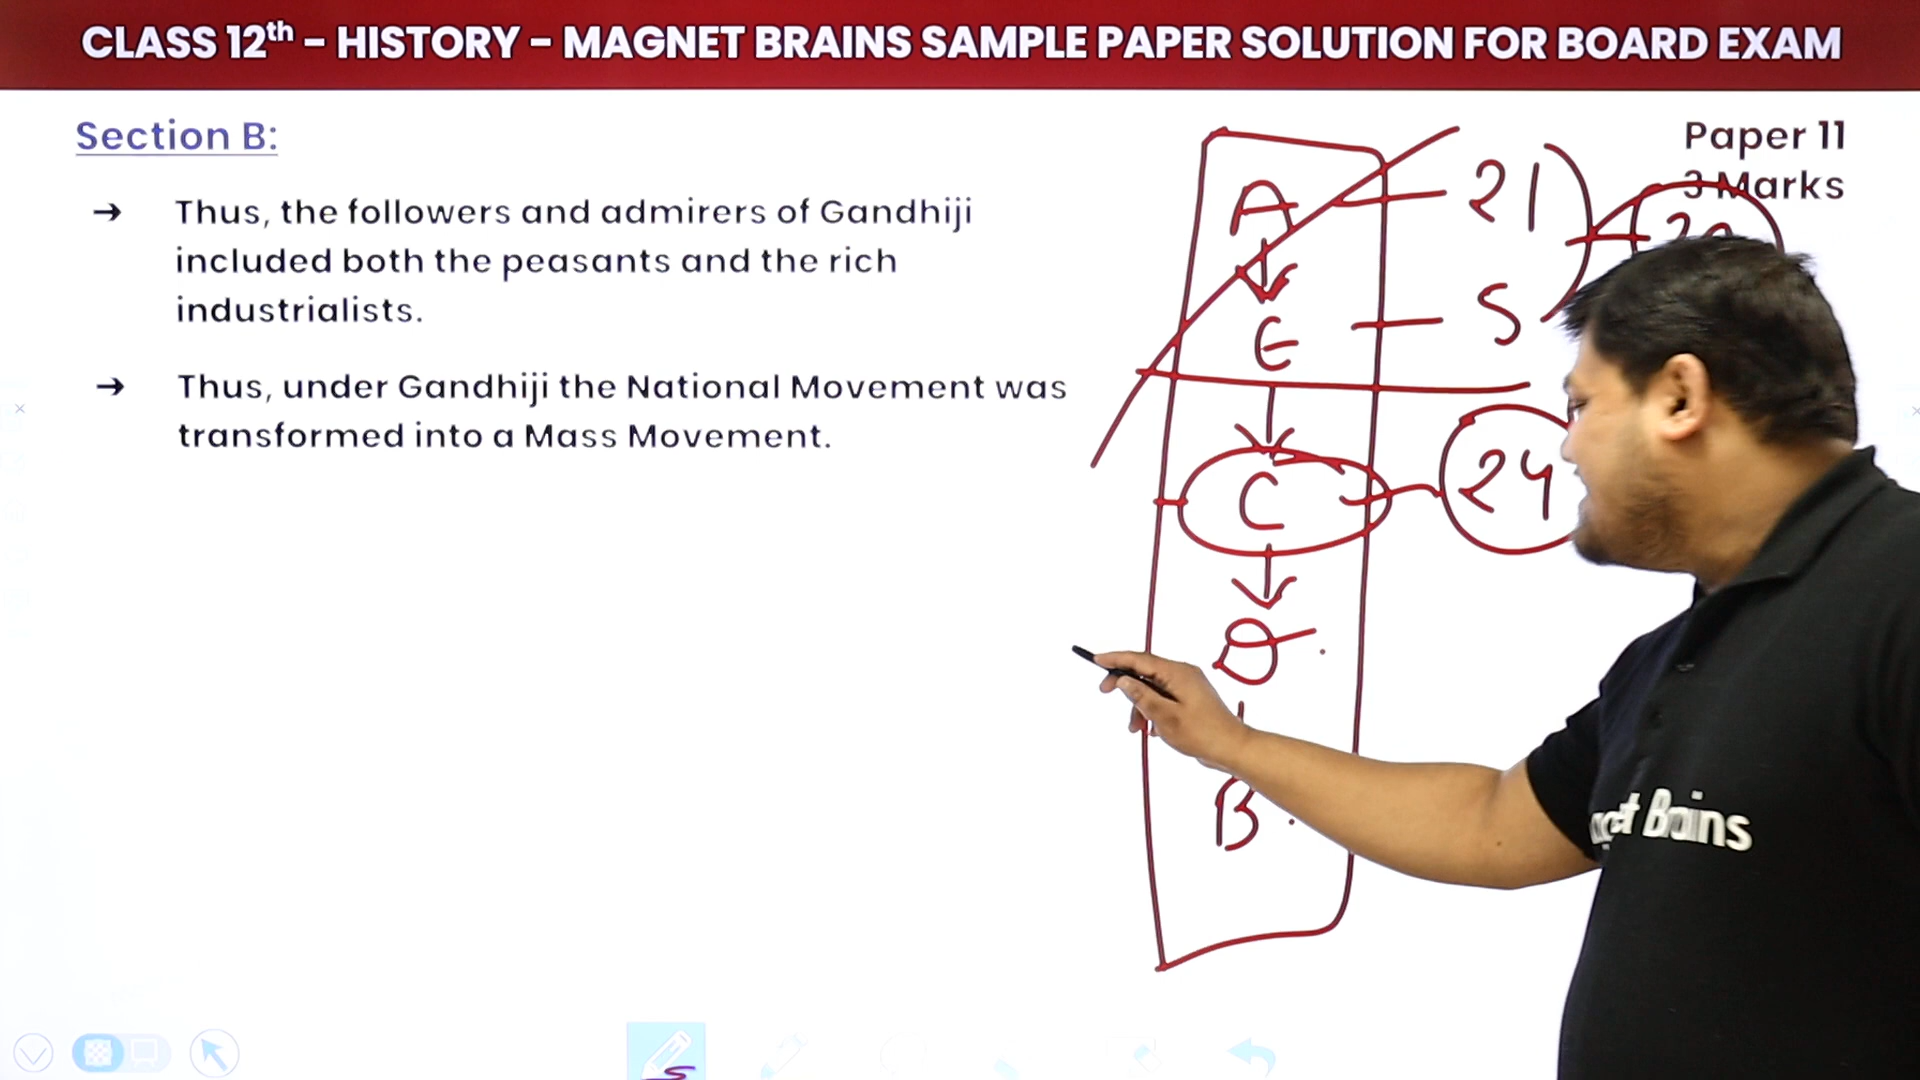 CLASS 12th - HISTORY - MAGNET BRAINS SAMPLE PAPER SOLUTION FOR BOARD EXAM
Section B:
Paper 11
3 Marks
→ Thus, the followers and admirers of Gandhiji
included both the peasants and the rich
industrialists.
→ Thus, under Gandhiji the National Movement was
transformed into a Mass Movement.
A 21
E 5
C 24
D
B
Brains